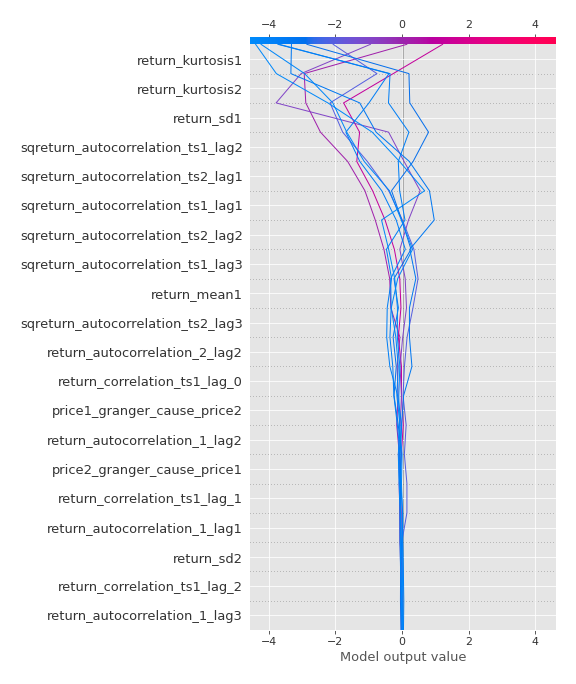 −4 −2 0 2 4
return_kurtosis1
return_kurtosis2
return_sd1
sqreturn_autocorrelation_ts1_lag2
sqreturn_autocorrelation_ts2_lag1
sqreturn_autocorrelation_ts1_lag1
sqreturn_autocorrelation_ts2_lag2
sqreturn_autocorrelation_ts1_lag3
return_mean1
sqreturn_autocorrelation_ts2_lag3
return_autocorrelation_2_lag2
return_correlation_ts1_lag_0
price1_granger_cause_price2
return_autocorrelation_1_lag2
price2_granger_cause_price1
return_correlation_ts1_lag_1
return_autocorrelation_1_lag1
return_sd2
return_correlation_ts1_lag_2
return_autocorrelation_1_lag3
−4 −2 0 2 4
Model output value